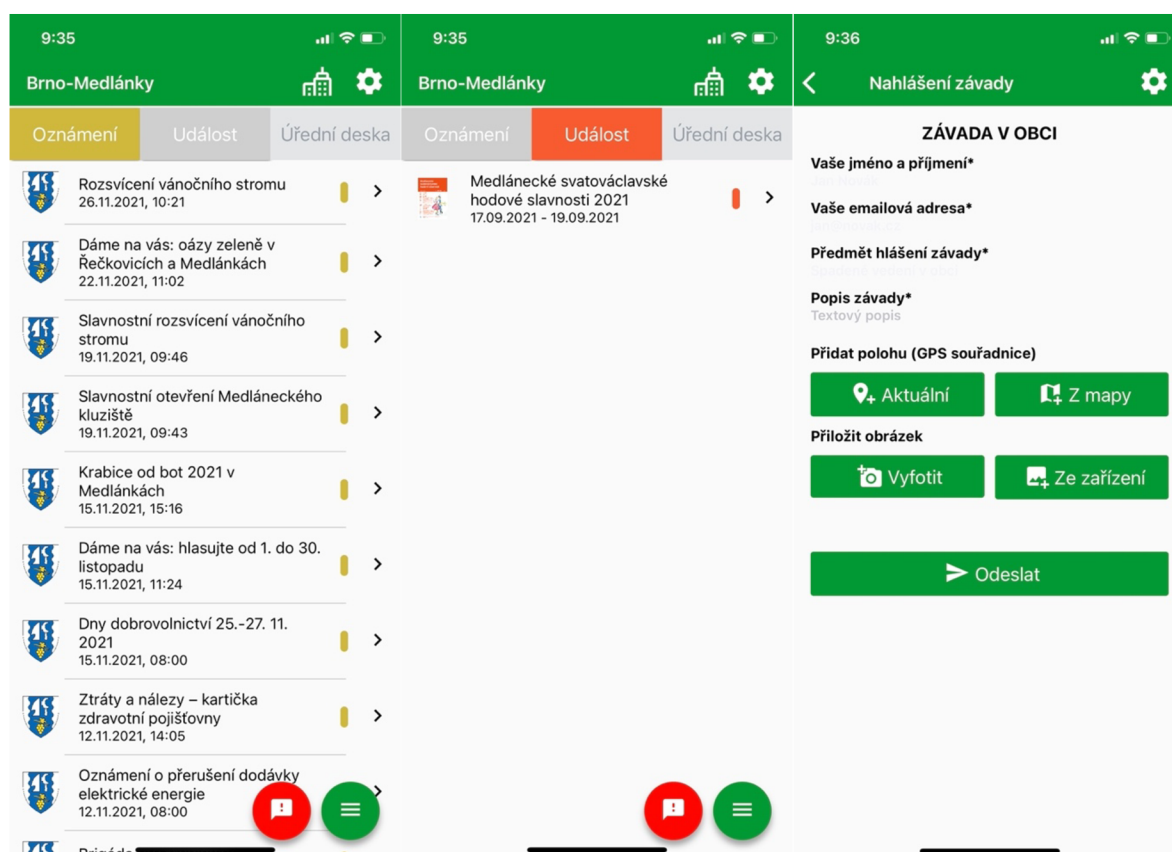 9:35
Brno-Medlánky
Oznámení
Událost
Úřední deska
Rozsvícení vánočního stromu
26.11.2021, 10:21
Dáme na vás: oázy zeleně v
Řečkovicích a Medlánkách
22.11.2021, 11:02
Slavnostní rozsvícení vánočního
stromu
19.11.2021, 09:46
Slavnostní otevření Medláneckého
kluziště
19.11.2021, 09:43
Krabice od bot 2021 v
Medlánkách
15.11.2021, 15:16
Dáme na vás: hlasujte od 1. do 30.
listopadu
15.11.2021, 11:24
Dny dobrovolnictví 25.-27. 11.
2021
15.11.2021, 08:00
Ztráty a nálezy – kartička
zdravotní pojišťovny
12.11.2021, 14:05
Oznámení o přerušení dodávky
elektrické energie
12.11.2021, 08:00
9:35
Brno-Medlánky
Oznámení
Událost
Úřední deska
Medlánecké svatováclavské
hodové slavnosti 2021
17.09.2021 - 19.09.2021
9:36
Nahlášení závady
ZÁVADA V OBCI
Vaše jméno a příjmení*
Vaše emailová adresa*
Předmět hlášení závady*
Popis závady*
Textový popis
Přidat polohu (GPS souřadnice)
Aktuální
Z mapy
Přiložit obrázek
Vyfotit
Ze zařízení
Odeslat